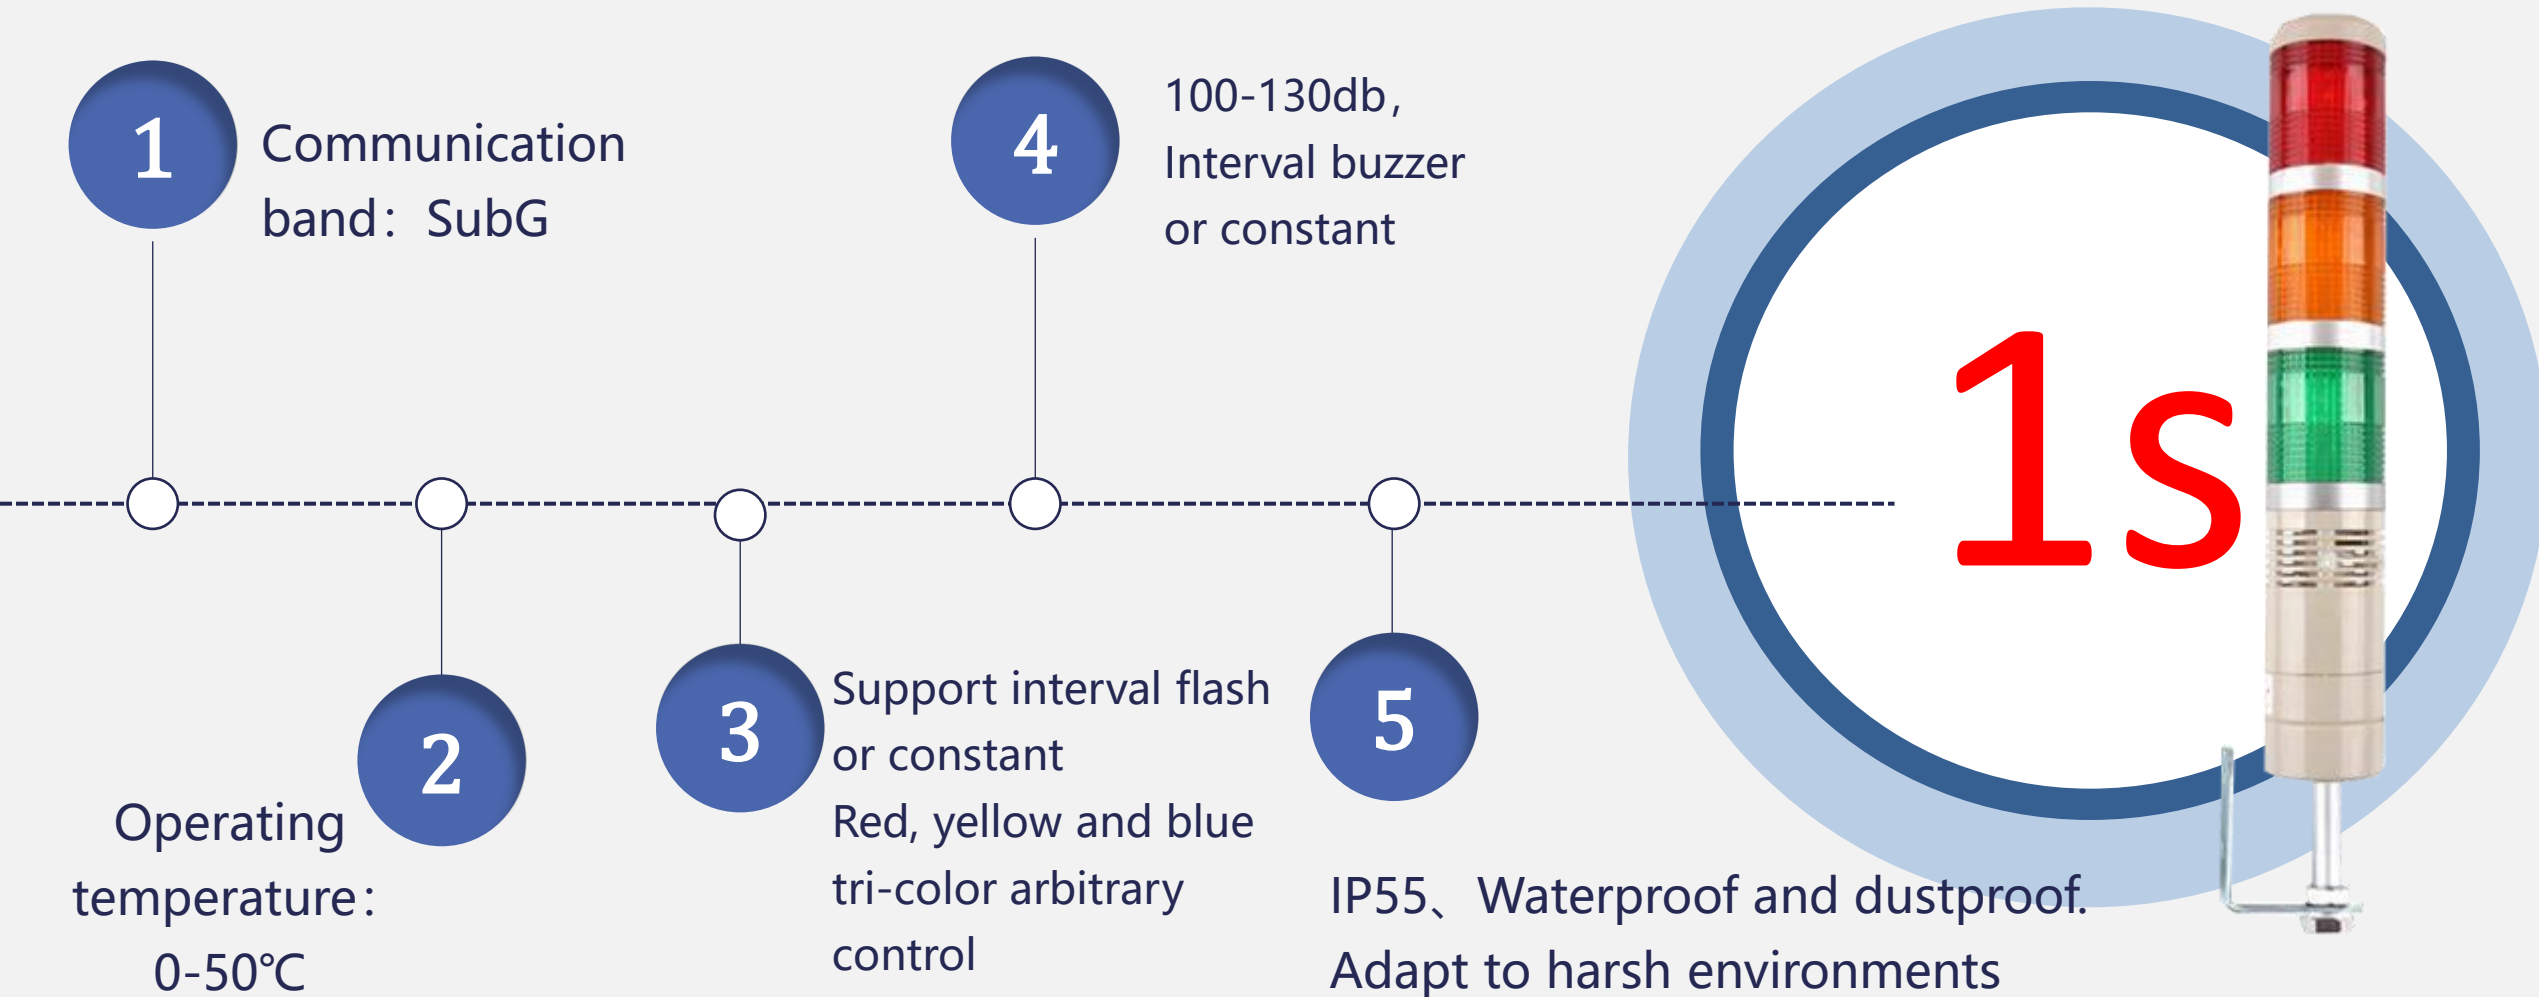 1
Communication
band：SubG
4
100-130db，
Interval buzzer
or constant
1s
2
Operating
temperature：
0-50℃
3
Support interval flash
or constant
Red, yellow and blue
tri-color arbitrary
control
5
IP55、Waterproof and dustproof.
Adapt to harsh environments